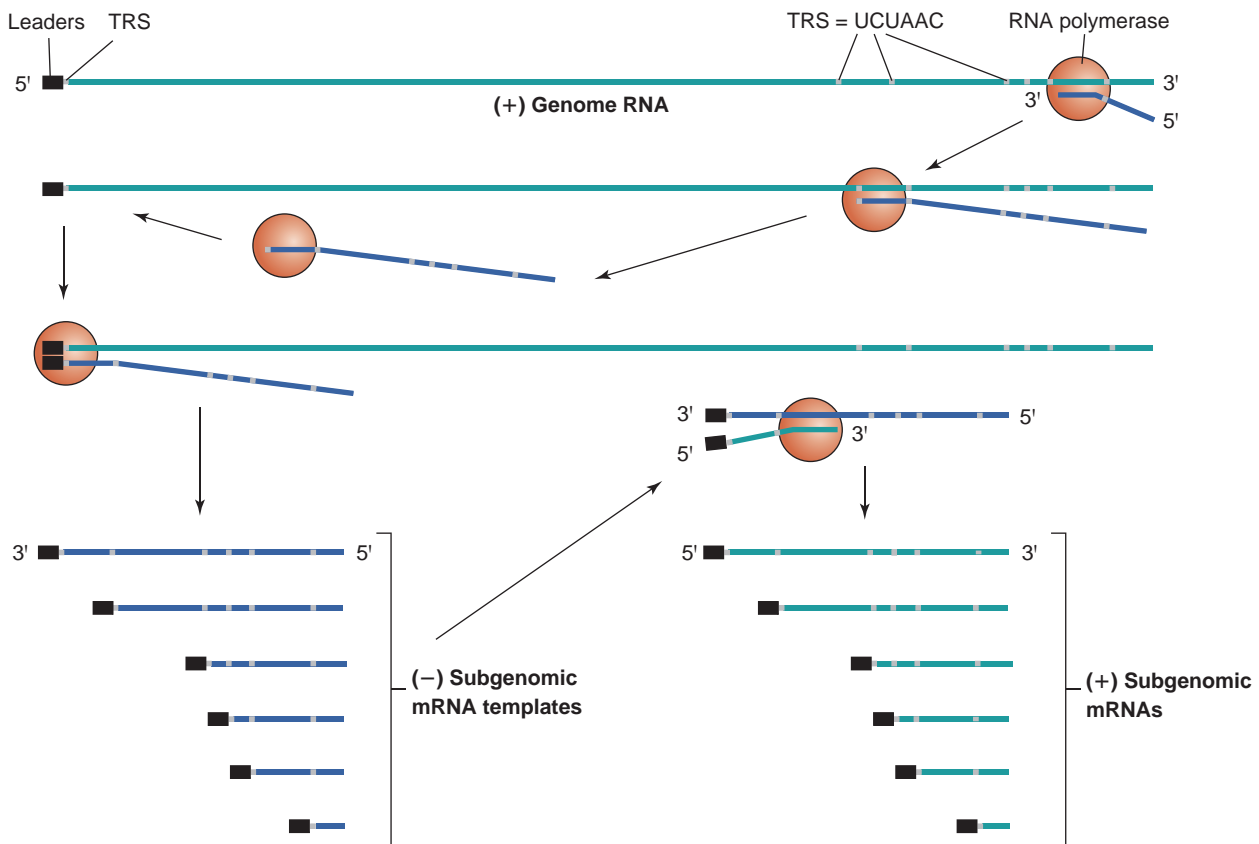 Leaders
TRS
TRS = UCUAAC
RNA polymerase
5'
3'
(+) Genome RNA
3'
5'
3'
5'
3'
5'
3'
5'
5'
3'
(−) Subgenomic
mRNA templates
(+) Subgenomic
mRNAs